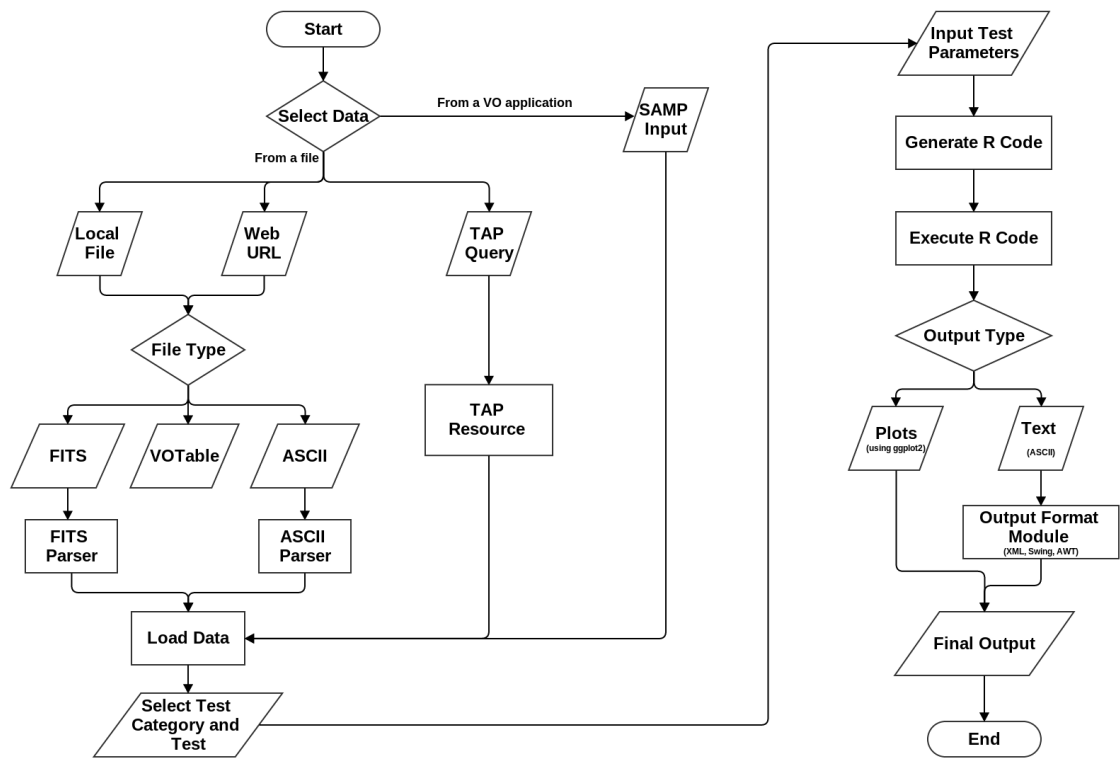 Start
Select Data
From a VO application
SAMP
Input
From a file
Local
File
Web
URL
TAP
Query
File Type
TAP
Resource
FITS
VOTable
ASCII
FITS
Parser
ASCII
Parser
Load Data
Select Test
Category and
Test
Input Test
Parameters
Generate R Code
Execute R Code
Output Type
Plots
(using ggplot2)
Text
(ASCII)
Output Format
Module
(XML, Swing, AWT)
Final Output
End